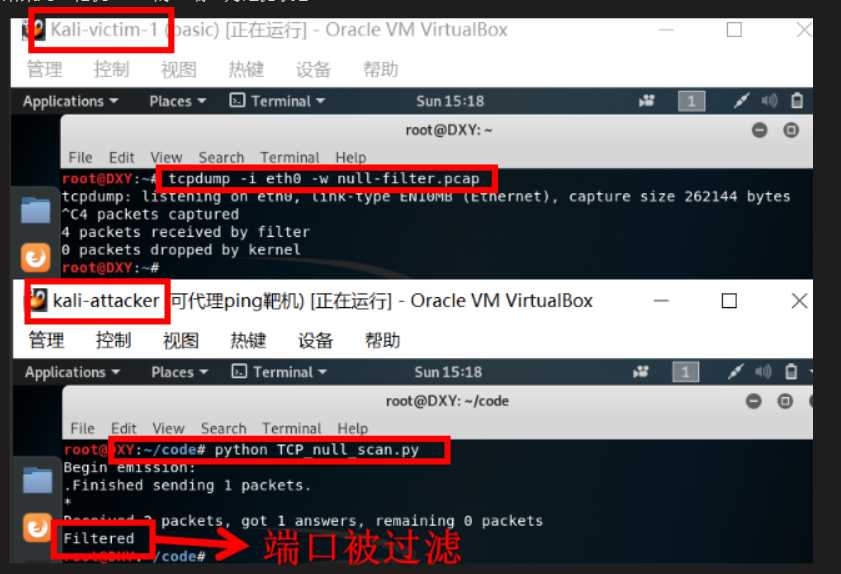 Kali-victim-1 (basic) [正在运行] - Oracle VM VirtualBox
管理 控制 视图 热键 设备 帮助
Applications Places Terminal Sun 15:18 1
root@DXY: ~
File Edit View Search Terminal Help
root@DXY:~# tcpdump -i eth0 -w null-filter.pcap
tcpdump: listening on eth0, link-type EN10MB (Ethernet), capture size 262144 bytes
^C4 packets captured
4 packets received by filter
0 packets dropped by kernel
root@DXY:~#
kali-attacker 可代理ping靶机) [正在运行] - Oracle VM VirtualBox
管理 控制 视图 热键 设备 帮助
Applications Places Terminal Sun 15:18 1
root@DXY: ~/code
File Edit View Search Terminal Help
root@DXY:~/code# python TCP_null_scan.py
Begin emission:
.Finished sending 1 packets.
*
Received 2 packets, got 1 answers, remaining 0 packets
Filtered 端口被过滤
root@DXY:~/code#